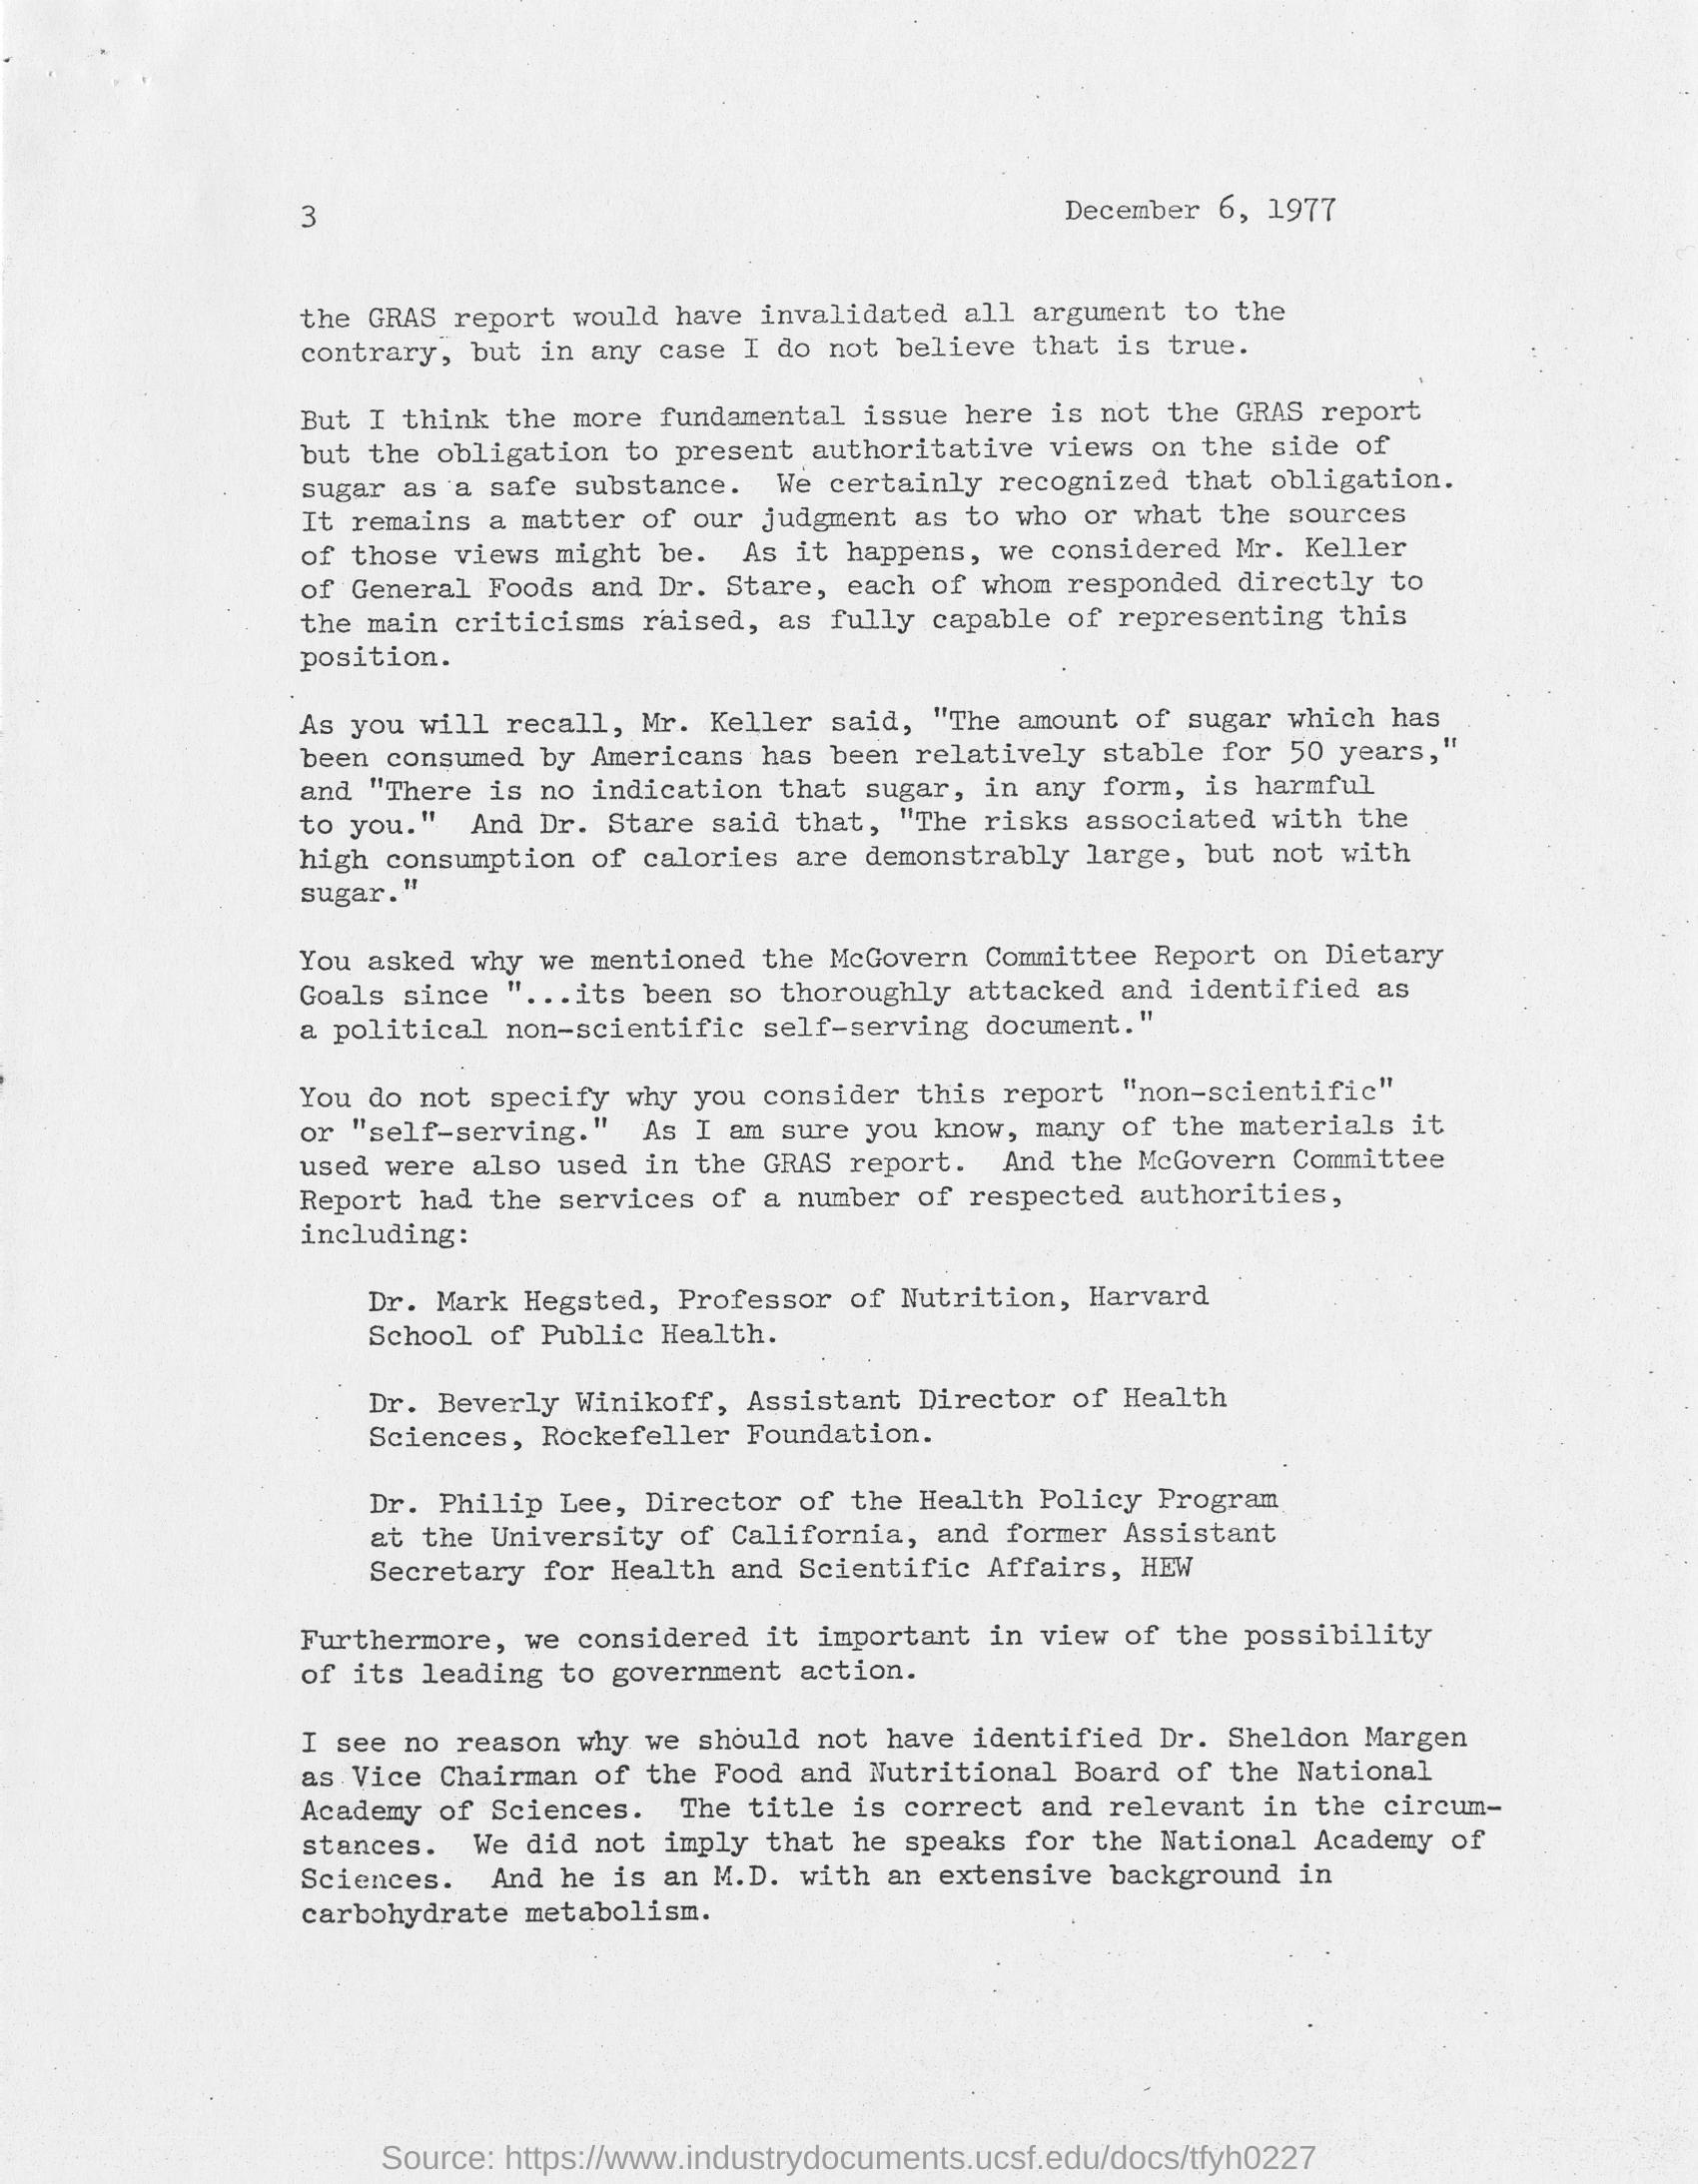 3
December 6, 1977
the GRAS report would have invalidated all argument to the
contrary, but in any case I do not believe that is true.
But I think the more fundamental issue here is not the GRAS report
but the obligation to present authoritative views on the side of
sugar as a safe substance. We certainly recognized that obligation.
It remains a matter of our judgment as to who or what the sources
of those views might be. As it happens, we considered Mr. Keller
of General Foods and Dr. Stare, each of whom responded directly to
the main criticisms raised, as fully capable of representing this
position.
As you will recall, Mr. Keller said, "The amount of sugar which has
been consumed by Americans has been relatively stable for 50 years,"
and "There is no indication that sugar, in any form, is harmful
to you." And Dr. Stare said that, "The risks associated with the
high consumption of calories are demonstrably large, but not with
sugar."
You asked why we mentioned the McGovern Committee Report on Dietary
Goals since "...its been so thoroughly attacked and identified as
a political non-scientific self-serving document."
You do not specify why you consider this report "non-scientific"
or "self-serving." As I am sure you know, many of the materials it
used were also used in the GRAS report. And the McGovern Committee
Report had the services of a number of respected authorities,
including:
Dr. Mark Hegsted, Professor of Nutrition, Harvard
School of Public Health.
Dr. Beverly Winikoff, Assistant Director of Health
Sciences, Rockefeller Foundation.
Dr. Philip Lee, Director of the Health Policy Program
at the University of California, and former Assistant
Secretary for Health and Scientific Affairs, HEW
Furthermore, we considered it important in view of the possibility
of its leading to government action.
I see no reason why we should not have identified Dr. Sheldon Margen
as Vice Chairman of the Food and Nutritional Board of the National
Academy of Sciences. The title is correct and relevant in the circum-
stances. We did not imply that he speaks for the National Academy of
Sciences. And he is an M.D. with an extensive background in
carbohydrate metabolism.
Source: https://www.industrydocuments.ucsf.edu/docs/tfyh0227